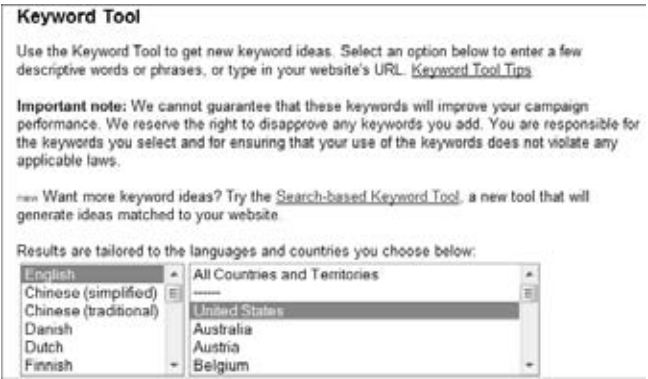 Keyword Tool
Use the Keyword Tool to get new keyword ideas. Select an option below to enter a few
descriptive words or phrases, or type in your website's URL. Keyword Tool Tips
Important note: We cannot guarantee that these keywords will improve your campaign
performance. We reserve the right to disapprove any keywords you add. You are responsible for
the keywords you select and for ensuring that your use of the keywords does not violate any
applicable laws.
new Want more keyword ideas? Try the Search-based Keyword Tool, a new tool that will
generate ideas matched to your website.
Results are tailored to the languages and countries you choose below:
English All Countries and Territories
Chinese (simplified) ------
Chinese (traditional) United States
Danish Australia
Dutch Austria
Finnish Belgium